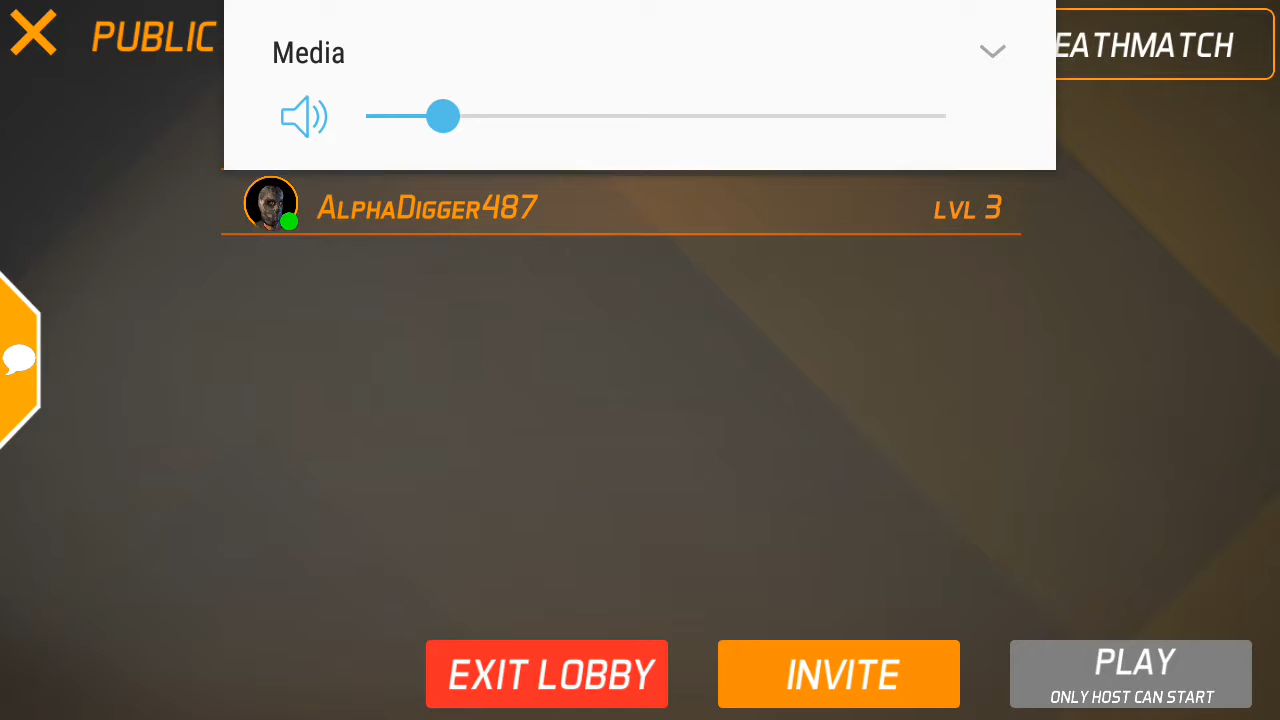 PUBLIC
Media
EATHMATCH
AlphaDigger487
LVL 3
EXIT LOBBY
INVITE
PLAY
ONLY HOST CAN START